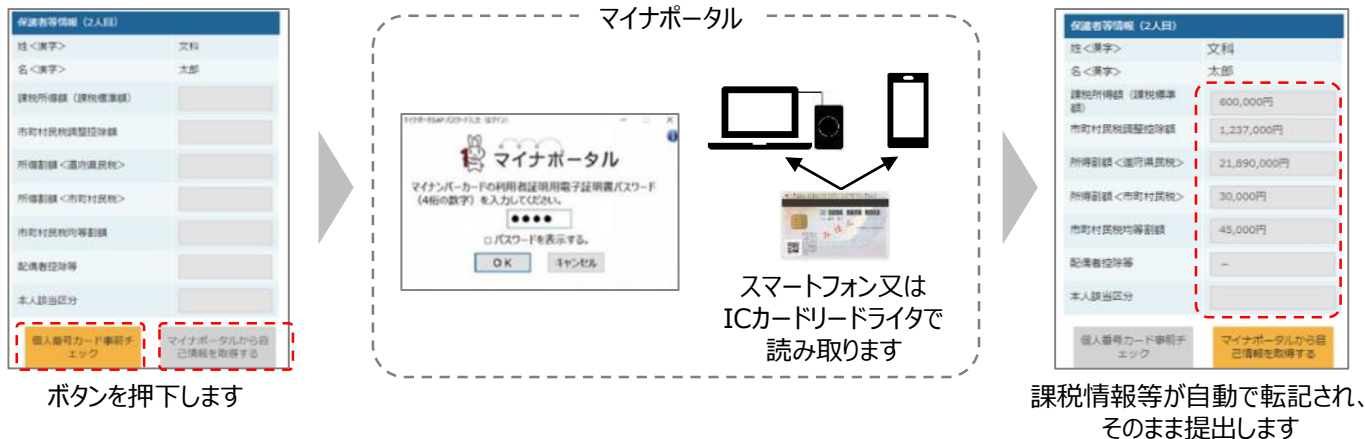 保護者等情報（2人目）
姓＜漢字＞ 文科
名＜漢字＞ 太郎
課税所得額（課税標準額）
市町村民税調整控除額
所得割額＜道府県民税＞
所得割額＜市町村民税＞
市町村民税均等割額
配偶者控除等
本人該当区分
個人番号カード事前チ
ェック
マイナポータルから自
己情報を取得する
ボタンを押下します
マイナポータル
マイナポータル
マイナンバーカードの利用者証明用電子証明書パスワード
（4桁の数字）を入力してください。
●●●●
□パスワードを表示する。
OK キャンセル
みほん
スマートフォン又は
ICカードリードライタで
読み取ります
保護者等情報（2人目）
姓＜漢字＞ 文科
名＜漢字＞ 太郎
課税所得額（課税標準
額） 600,000円
市町村民税調整控除額 1,237,000円
所得割額＜道府県民税＞ 21,890,000円
所得割額＜市町村民税＞ 30,000円
市町村民税均等割額 45,000円
配偶者控除等 －
本人該当区分
個人番号カード事前チ
ェック
マイナポータルから自
己情報を取得する
課税情報等が自動で転記され、
そのまま提出します